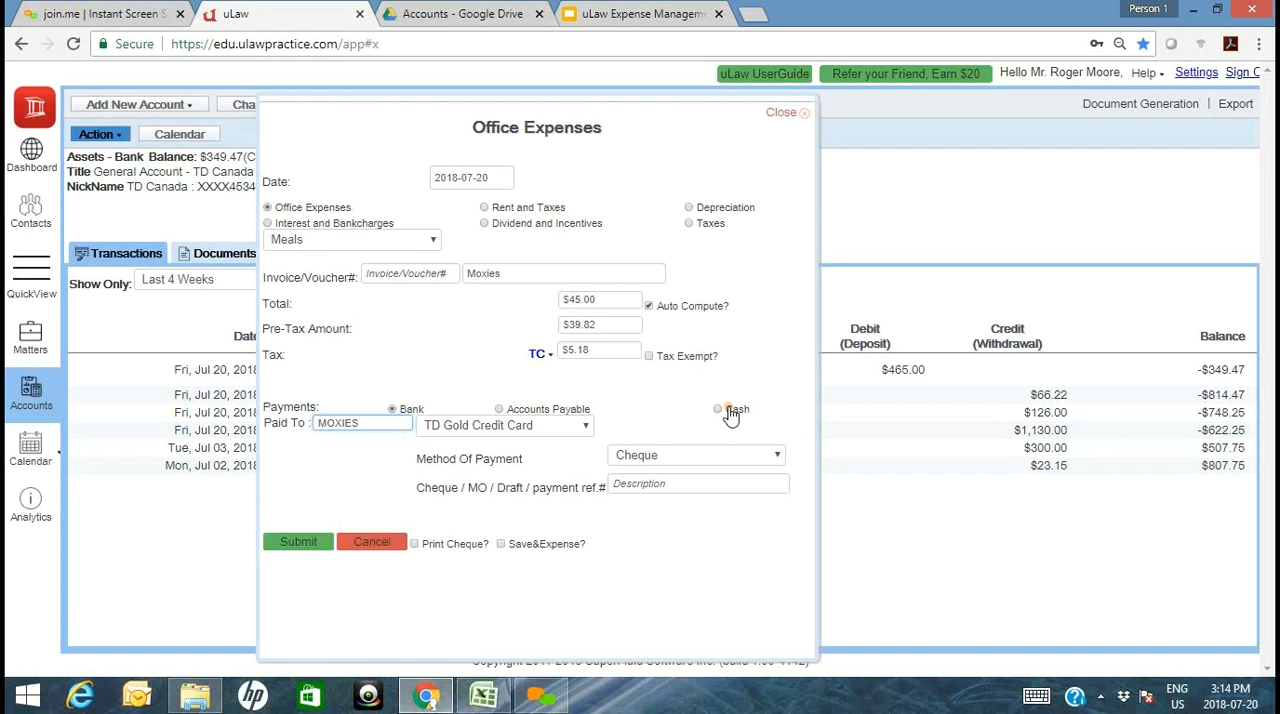 join.me | Instant Screen S
uLaw
Accounts - Google Drive
uLaw Expense Managem
Person 1
Secure
https://edu.ulawpractice.com/app#x
uLaw UserGuide
Refer your Friend, Earn $20
Hello Mr. Roger Moore,
Help
Settings
Sign O
Add New Account
Cha
Document Generation
Export
Action
Calendar
Assets - Bank Balance: $349.47(C
Title General Account - TD Canada
NickName TD Canada : XXXX4534
Dashboard
Contacts
QuickView
Matters
Accounts
Calendar
Analytics
Transactions
Documents
Show Only:
Last 4 Weeks
Date
Debit (Deposit)
Credit (Withdrawal)
Balance
Fri, Jul 20, 2018
$465.00
-$349.47
Fri, Jul 20, 2018
$66.22
-$814.47
Fri, Jul 20, 2018
$126.00
-$748.25
Fri, Jul 20, 2018
$1,130.00
-$622.25
Tue, Jul 03, 2018
$300.00
$507.75
Mon, Jul 02, 2018
$23.15
$807.75
Close
Office Expenses
Date:
2018-07-20
Office Expenses
Rent and Taxes
Depreciation
Interest and Bankcharges
Dividend and Incentives
Taxes
Meals
Invoice/Voucher#:
Invoice/Voucher#
Moxies
Total:
$45.00
Auto Compute?
Pre-Tax Amount:
$39.82
Tax:
TC
$5.18
Tax Exempt?
Payments:
Bank
Accounts Payable
Cash
Paid To :
MOXIES
TD Gold Credit Card
Method Of Payment
Cheque
Cheque / MO / Draft / payment ref.#
Description
Submit
Cancel
Print Cheque?
Save&Expense?
ENG
US
3:14 PM
2018-07-20